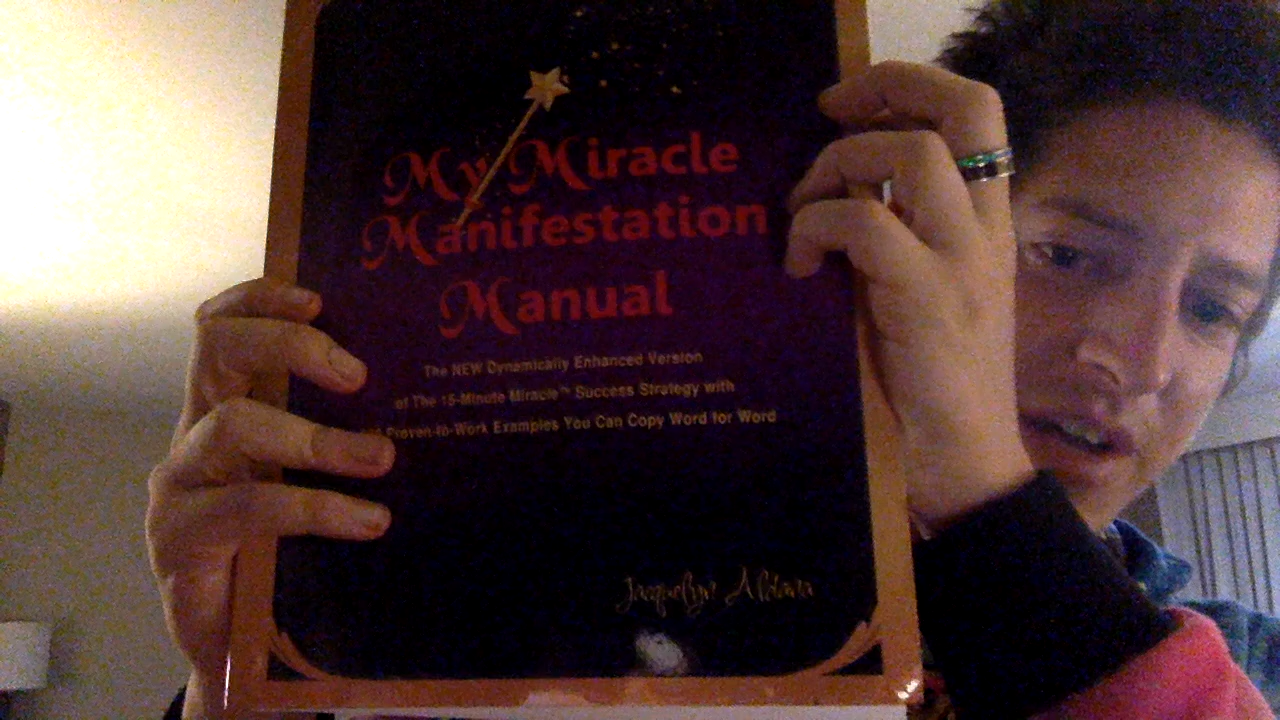 My Miracle
Manifestation
Manual
The NEW Dynamically Enhanced Version
of The 15-Minute Miracle™ Success Strategy with
Proven-to-Work Examples You Can Copy Word for Word
Jacquelyn Aldana